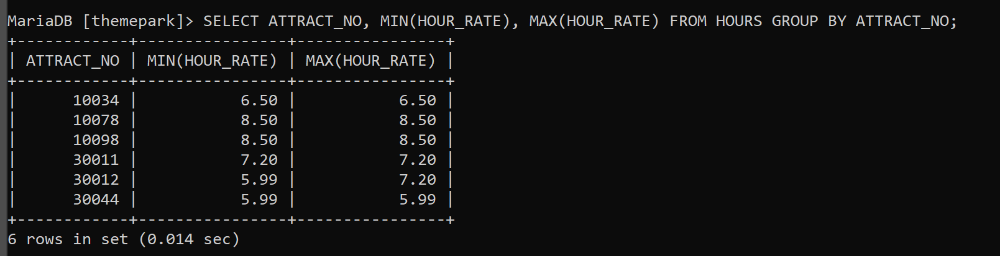 MariaDB [themepark]> SELECT ATTRACT_NO, MIN(HOUR_RATE), MAX(HOUR_RATE) FROM HOURS GROUP BY ATTRACT_NO;
+------------+----------------+----------------+
| ATTRACT_NO | MIN(HOUR_RATE) | MAX(HOUR_RATE) |
+------------+----------------+----------------+
|      10034 |           6.50 |           6.50 |
|      10078 |           8.50 |           8.50 |
|      10098 |           8.50 |           8.50 |
|      30011 |           7.20 |           7.20 |
|      30012 |           5.99 |           7.20 |
|      30044 |           5.99 |           5.99 |
+------------+----------------+----------------+
6 rows in set (0.014 sec)